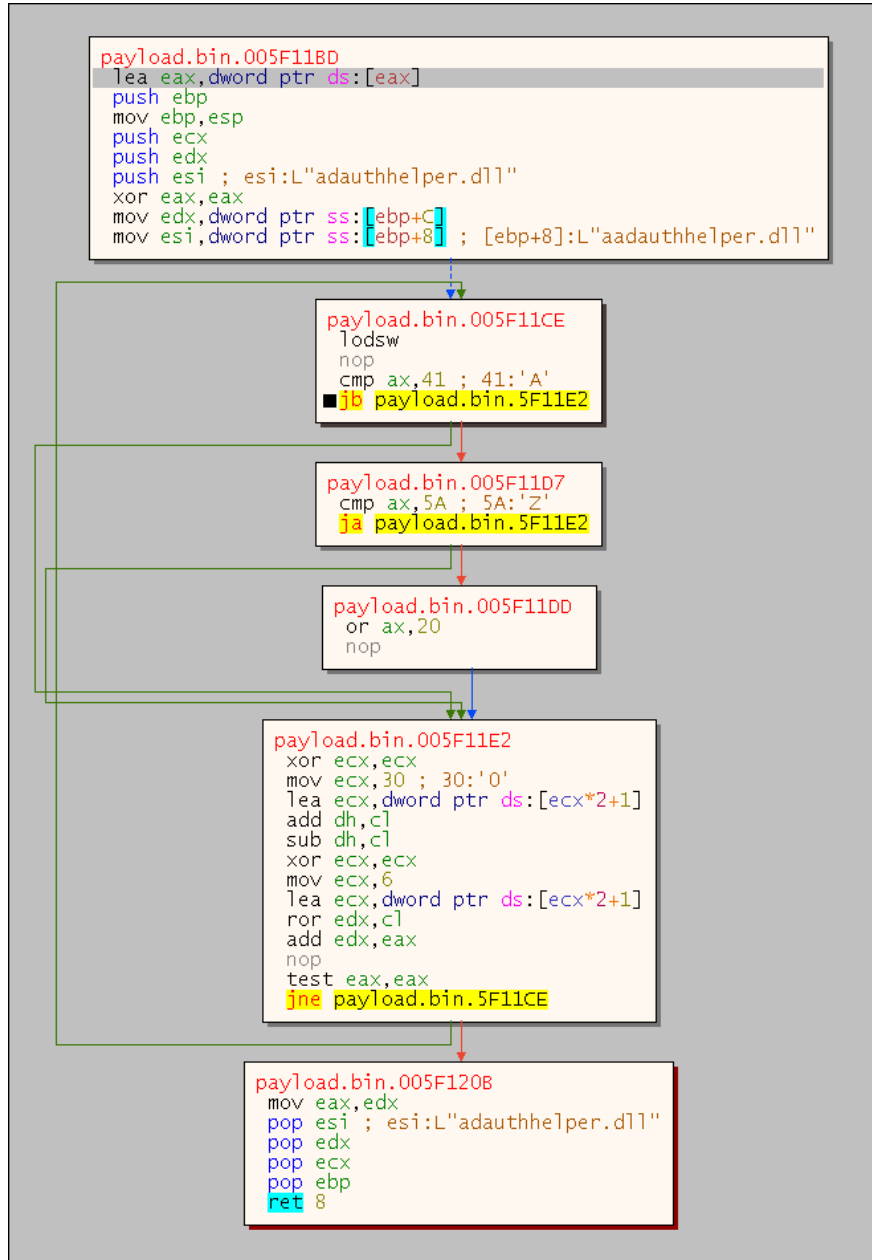 payload.bin.005F11BD
lea eax,dword ptr ds:[eax]
push ebp
mov ebp,esp
push ecx
push edx
push esi ; esi:L"adauthhelper.dll"
xor eax,eax
mov edx,dword ptr ss:[ebp+C]
mov esi,dword ptr ss:[ebp+8] ; [ebp+8]:L"aadauthhelper.dll"
payload.bin.005F11CE
lodsw
nop
cmp ax,41 ; 41:'A'
jb payload.bin.5F11E2
payload.bin.005F11D7
cmp ax,5A ; 5A:'Z'
ja payload.bin.5F11E2
payload.bin.005F11DD
or ax,20
nop
payload.bin.005F11E2
xor ecx,ecx
mov ecx,30 ; 30:'0'
lea ecx,dword ptr ds:[ecx*2+1]
add dh,cl
sub dh,cl
xor ecx,ecx
mov ecx,6
lea ecx,dword ptr ds:[ecx*2+1]
ror edx,cl
add edx,eax
nop
test eax,eax
jne payload.bin.5F11CE
payload.bin.005F120B
mov eax,edx
pop esi ; esi:L"adauthhelper.dll"
pop edx
pop ecx
pop ebp
ret 8